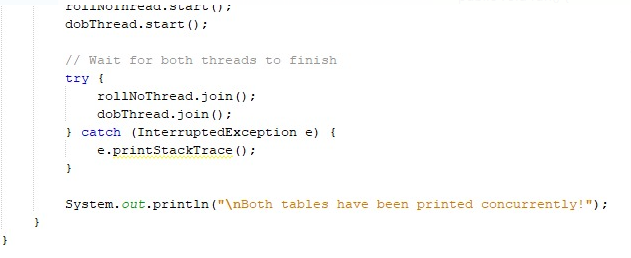 rollNoThread.start();
dobThread.start();
// Wait for both threads to finish
try {
rollNoThread.join();
dobThread.join();
} catch (InterruptedException e) {
e.printStackTrace();
}
System.out.println("\nBoth tables have been printed concurrently!");
}
}